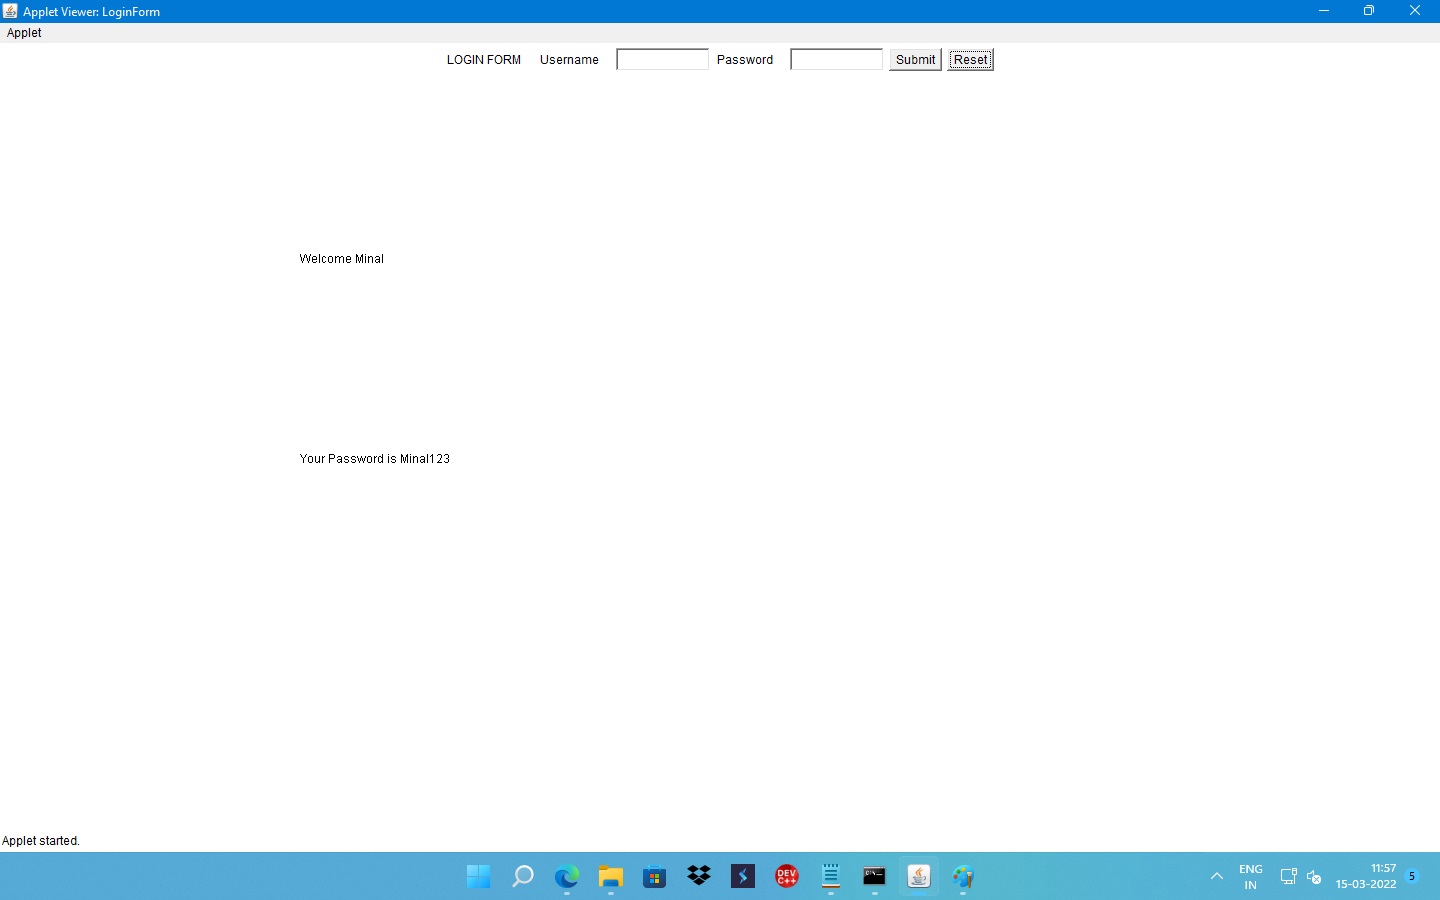 Applet Viewer: LoginForm
Applet
LOGIN FORM Username Password Submit Reset
Welcome Minal
Your Password is Minal123
Applet started.
DEV C++
ENG IN
11:57
15-03-2022 5